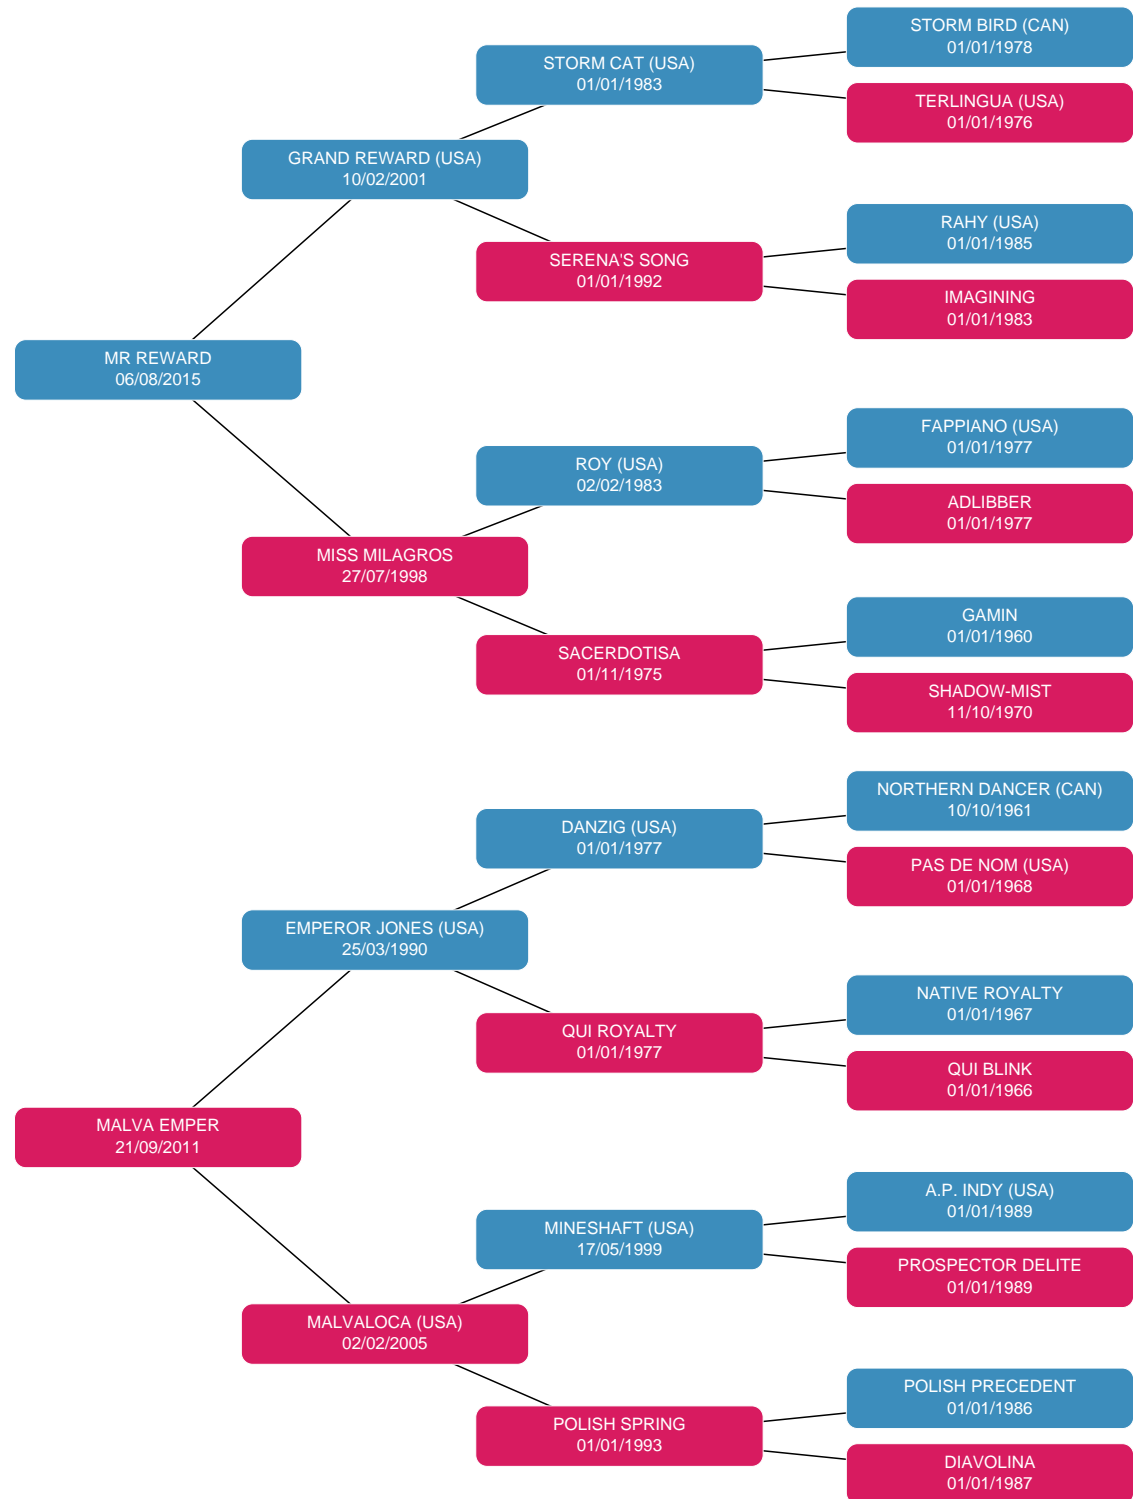 STORM BIRD (CAN)
01/01/1978
STORM CAT (USA)
01/01/1983
TERLINGUA (USA)
01/01/1976
GRAND REWARD (USA)
10/02/2001
RAHY (USA)
01/01/1985
SERENA'S SONG
01/01/1992
IMAGINING
01/01/1983
MR REWARD
06/08/2015
FAPPIANO (USA)
01/01/1977
ROY (USA)
02/02/1983
ADLIBBER
01/01/1977
MISS MILAGROS
27/07/1998
GAMIN
01/01/1960
SACERDOTISA
01/11/1975
SHADOW-MIST
11/10/1970
NORTHERN DANCER (CAN)
10/10/1961
DANZIG (USA)
01/01/1977
PAS DE NOM (USA)
01/01/1968
EMPEROR JONES (USA)
25/03/1990
NATIVE ROYALTY
01/01/1967
QUI ROYALTY
01/01/1977
QUI BLINK
01/01/1966
MALVA EMPER
21/09/2011
A.P. INDY (USA)
01/01/1989
MINESHAFT (USA)
17/05/1999
PROSPECTOR DELITE
01/01/1989
MALVALOCA (USA)
02/02/2005
POLISH PRECEDENT
01/01/1986
POLISH SPRING
01/01/1993
DIAVOLINA
01/01/1987